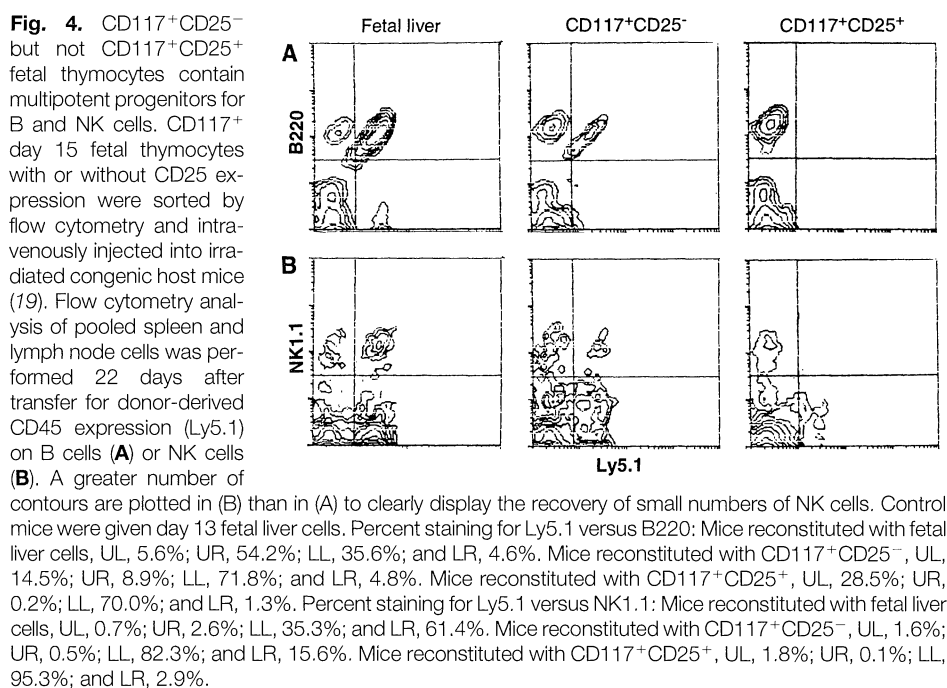 Fig. 4. CD117⁺CD25⁻
but not CD117⁺CD25⁺
fetal thymocytes contain
multipotent progenitors for
B and NK cells. CD117⁺
day 15 fetal thymocytes
with or without CD25 ex-
pression were sorted by
flow cytometry and intra-
venously injected into irra-
diated congenic host mice
(19). Flow cytometry anal-
ysis of pooled spleen and
lymph node cells was per-
formed 22 days after
transfer for donor-derived
CD45 expression (Ly5.1)
on B cells (A) or NK cells
(B). A greater number of
contours are plotted in (B) than in (A) to clearly display the recovery of small numbers of NK cells. Control
mice were given day 13 fetal liver cells. Percent staining for Ly5.1 versus B220: Mice reconstituted with fetal
liver cells, UL, 5.6%; UR, 54.2%; LL, 35.6%; and LR, 4.6%. Mice reconstituted with CD117⁺CD25⁻, UL,
14.5%; UR, 8.9%; LL, 71.8%; and LR, 4.8%. Mice reconstituted with CD117⁺CD25⁺, UL, 28.5%; UR,
0.2%; LL, 70.0%; and LR, 1.3%. Percent staining for Ly5.1 versus NK1.1: Mice reconstituted with fetal liver
cells, UL, 0.7%; UR, 2.6%; LL, 35.3%; and LR, 61.4%. Mice reconstituted with CD117⁺CD25⁻, UL, 1.6%;
UR, 0.5%; LL, 82.3%; and LR, 15.6%. Mice reconstituted with CD117⁺CD25⁺, UL, 1.8%; UR, 0.1%; LL,
95.3%; and LR, 2.9%.
Fetal liver
CD117⁺CD25⁻
CD117⁺CD25⁺
A
B220
B
NK1.1
Ly5.1